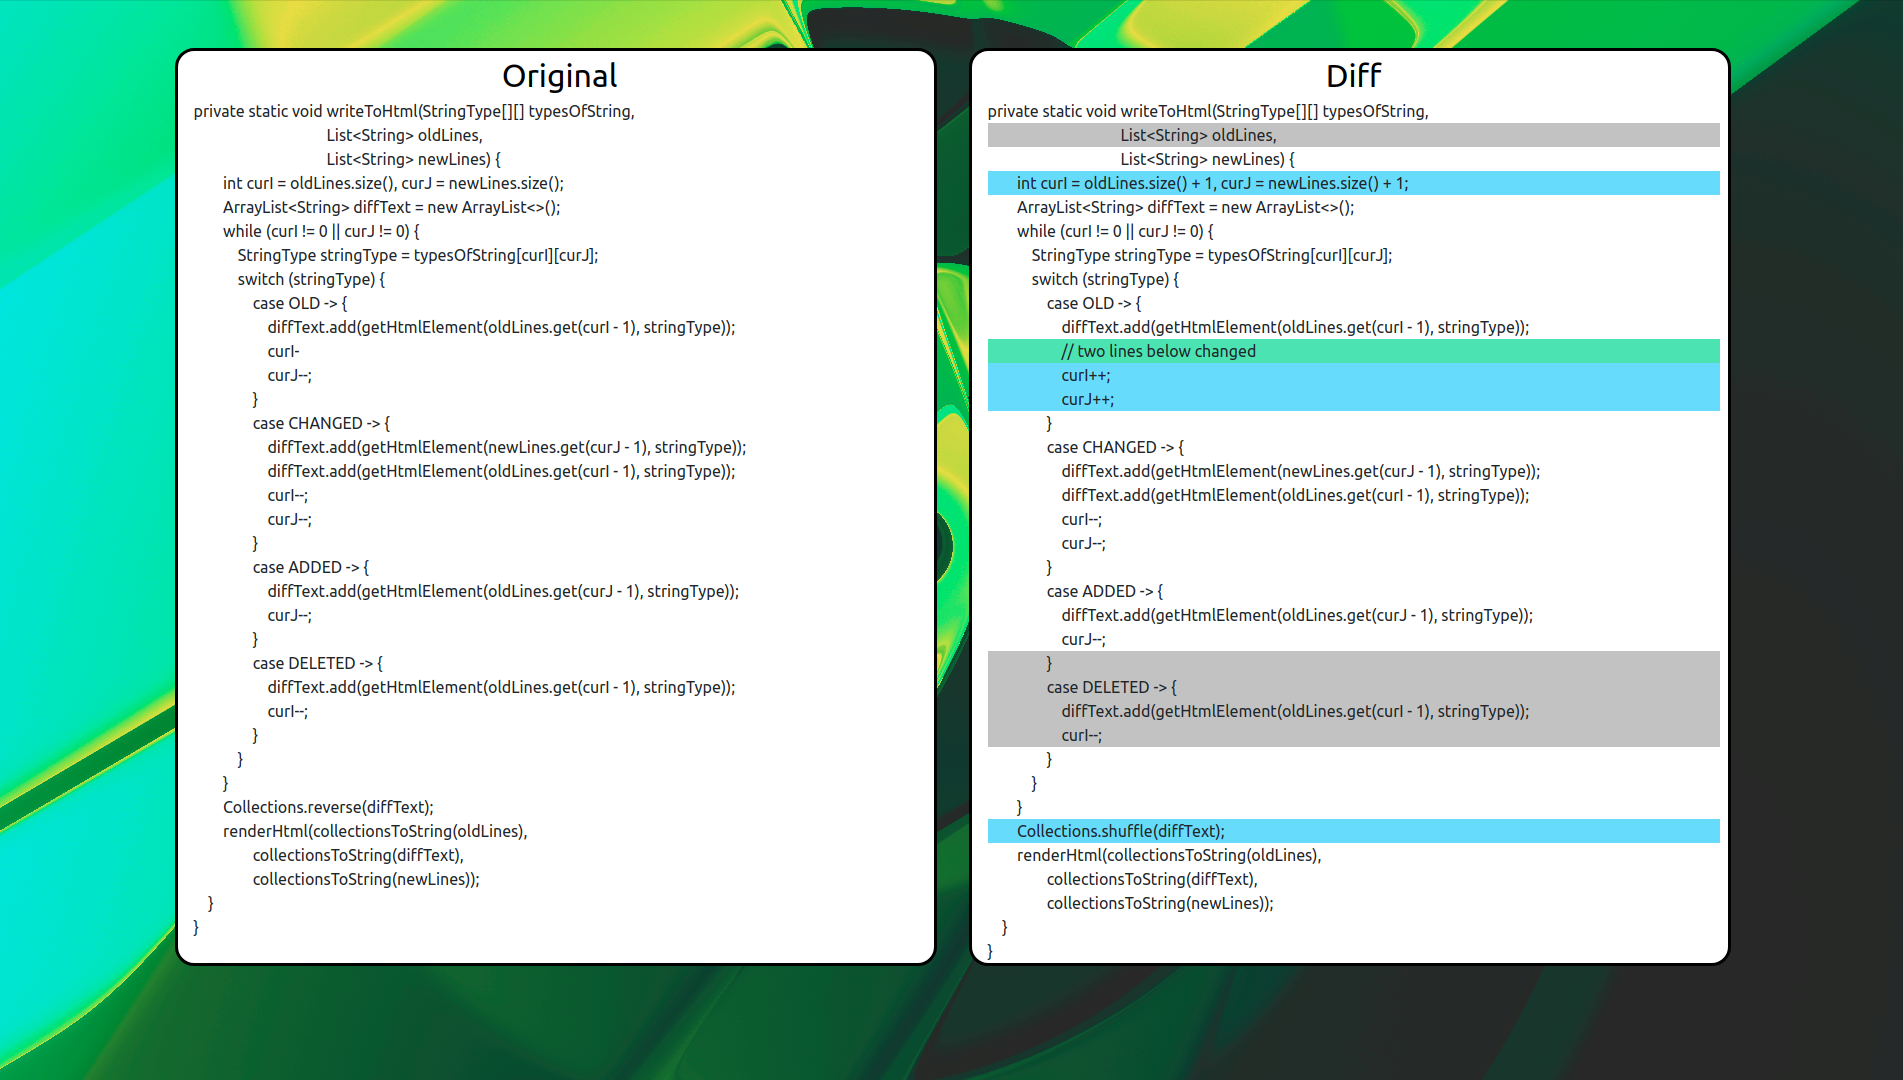 Original
private static void writeToHtml(StringType[][] typesOfString,
List<String> oldLines,
List<String> newLines) {
int curI = oldLines.size(), curJ = newLines.size();
ArrayList<String> diffText = new ArrayList<>();
while (curI != 0 || curJ != 0) {
StringType stringType = typesOfString[curI][curJ];
switch (stringType) {
case OLD -> {
diffText.add(getHtmlElement(oldLines.get(curI - 1), stringType));
curI-
curJ--;
}
case CHANGED -> {
diffText.add(getHtmlElement(newLines.get(curJ - 1), stringType));
diffText.add(getHtmlElement(oldLines.get(curI - 1), stringType));
curI--;
curJ--;
}
case ADDED -> {
diffText.add(getHtmlElement(oldLines.get(curJ - 1), stringType));
curJ--;
}
case DELETED -> {
diffText.add(getHtmlElement(oldLines.get(curI - 1), stringType));
curI--;
}
}
}
Collections.reverse(diffText);
renderHtml(collectionsToString(oldLines),
collectionsToString(diffText),
collectionsToString(newLines));
}
}
Diff
private static void writeToHtml(StringType[][] typesOfString,
List<String> oldLines,
List<String> newLines) {
int curI = oldLines.size() + 1, curJ = newLines.size() + 1;
ArrayList<String> diffText = new ArrayList<>();
while (curI != 0 || curJ != 0) {
StringType stringType = typesOfString[curI][curJ];
switch (stringType) {
case OLD -> {
diffText.add(getHtmlElement(oldLines.get(curI - 1), stringType));
// two lines below changed
curI++;
curJ++;
}
case CHANGED -> {
diffText.add(getHtmlElement(newLines.get(curJ - 1), stringType));
diffText.add(getHtmlElement(oldLines.get(curI - 1), stringType));
curI--;
curJ--;
}
case ADDED -> {
diffText.add(getHtmlElement(oldLines.get(curJ - 1), stringType));
curJ--;
}
case DELETED -> {
diffText.add(getHtmlElement(oldLines.get(curI - 1), stringType));
curI--;
}
}
}
Collections.shuffle(diffText);
renderHtml(collectionsToString(oldLines),
collectionsToString(diffText),
collectionsToString(newLines));
}
}